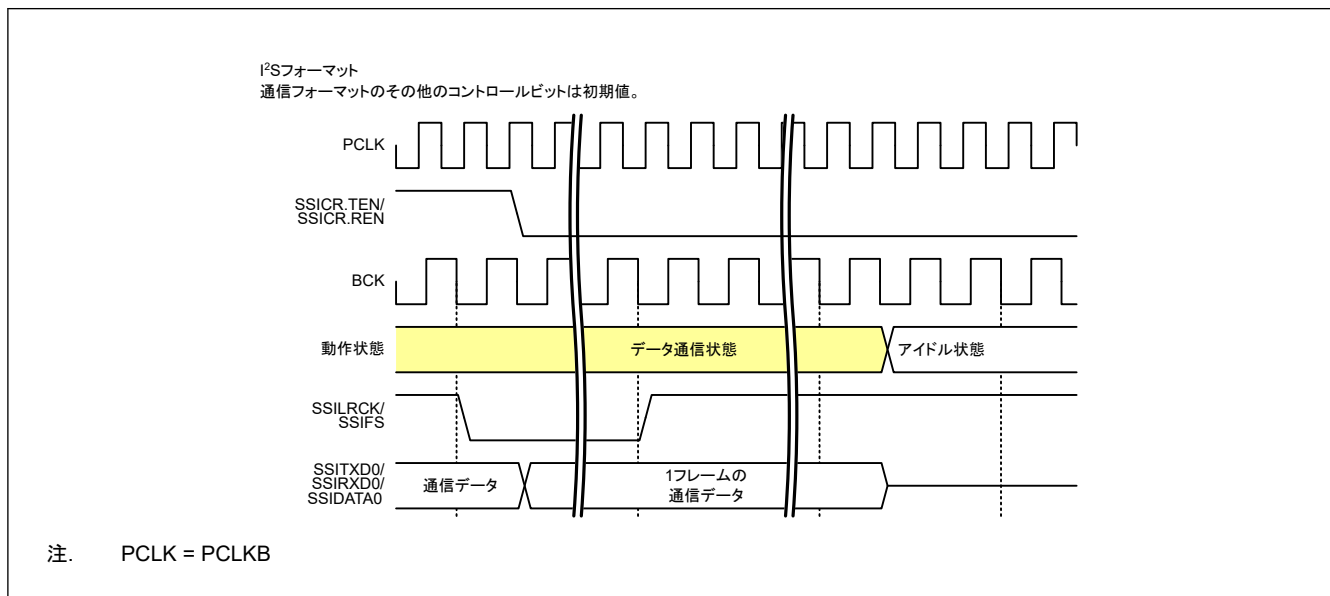 I²Sフォーマット
通信フォーマットのその他のコントロールビットは初期値。
PCLK
SSICR.TEN/
SSICR.REN
BCK
動作状態
データ通信状態
アイドル状態
SSILRCK/
SSIFS
SSITXD0/
SSIRXD0/
SSIDATA0
通信データ
1フレームの
通信データ
注. PCLK = PCLKB